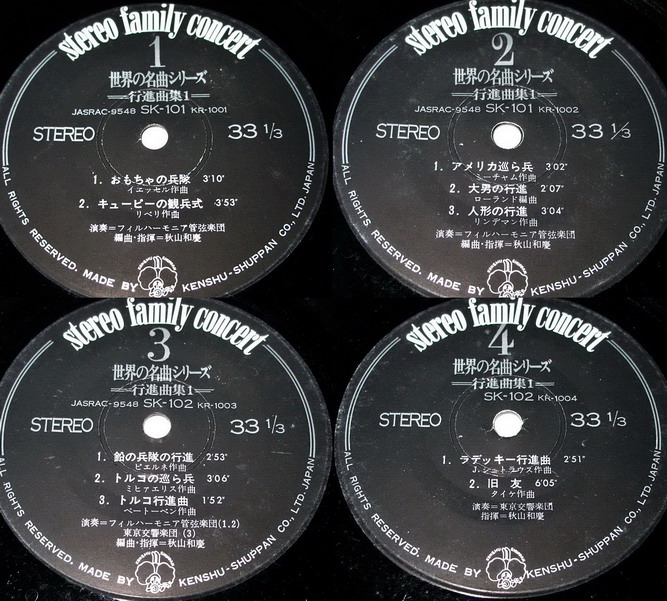 stereo family concert
1
世界の名曲シリーズ
行進曲集1
JASRAC-9548 SK-101 KR-1001
STEREO 33 1/3
1. おもちゃの兵隊 3'10"
イエッセル作曲
2. キューピーの観兵式 3'53"
リベリ作曲
演奏=フィルハーモニア管弦楽団
編曲・指揮=秋山和慶
ALL RIGHTS RESERVED. MADE BY KENSHU-SHUPPAN CO., LTD. JAPAN
stereo family concert
2
世界の名曲シリーズ
行進曲集1
JASRAC-9548 SK-101 KR-1002
STEREO 33 1/3
1. アメリカ巡ら兵 3'02"
ミーチャム作曲
2. 大男の行進 2'07"
ローランド編曲
3. 人形の行進 3'04"
リンデマン作曲
演奏=フィルハーモニア管弦楽団
編曲・指揮=秋山和慶
ALL RIGHTS RESERVED. MADE BY KENSHU-SHUPPAN CO., LTD. JAPAN
stereo family concert
3
世界の名曲シリーズ
行進曲集1
JASRAC-9548 SK-102 KR-1003
STEREO 33 1/3
1. 鉛の兵隊の行進 2'53"
ピエルネ作曲
2. トルコの巡ら兵 3'06"
ミハァエリス作曲
3. トルコ行進曲 1'52"
ベートーベン作曲
演奏=フィルハーモニア管弦楽団(1.2)
東京交響楽団 (3)
編曲・指揮=秋山和慶
ALL RIGHTS RESERVED. MADE BY KENSHU-SHUPPAN CO., LTD. JAPAN
stereo family concert
4
世界の名曲シリーズ
行進曲集1
SK-102 KR-1004
STEREO 33 1/3
1. ラデッキー行進曲 2'51"
J.シュトラウス作曲
2. 旧 友 6'05"
タイケ作曲
演奏=東京交響楽団
指揮=秋山和慶
ALL RIGHTS RESERVED. MADE BY KENSHU-SHUPPAN CO., LTD. JAPAN